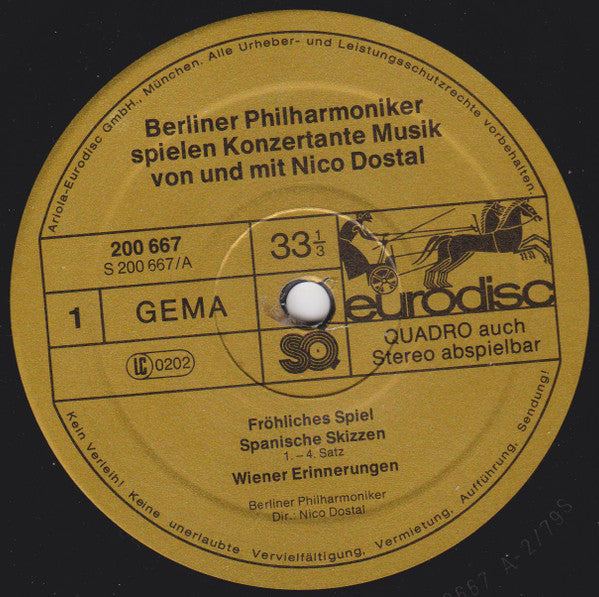 Ariola-Eurodisc GmbH., München. Alle Urheber- und Leistungsschutzrechte vorbehalten.
Berliner Philharmoniker
spielen Konzertante Musik
von und mit Nico Dostal
200 667
S 200 667/A
33 1/3
1
GEMA
eurodisc
LC 0202
SQ
QUADRO auch
Stereo abspielbar
Fröhliches Spiel
Spanische Skizzen
1. – 4. Satz
Wiener Erinnerungen
Berliner Philharmoniker
Dir.: Nico Dostal
Kein Verleih! Keine unerlaubte Vervielfältigung, Vermietung, Aufführung, Sendung!